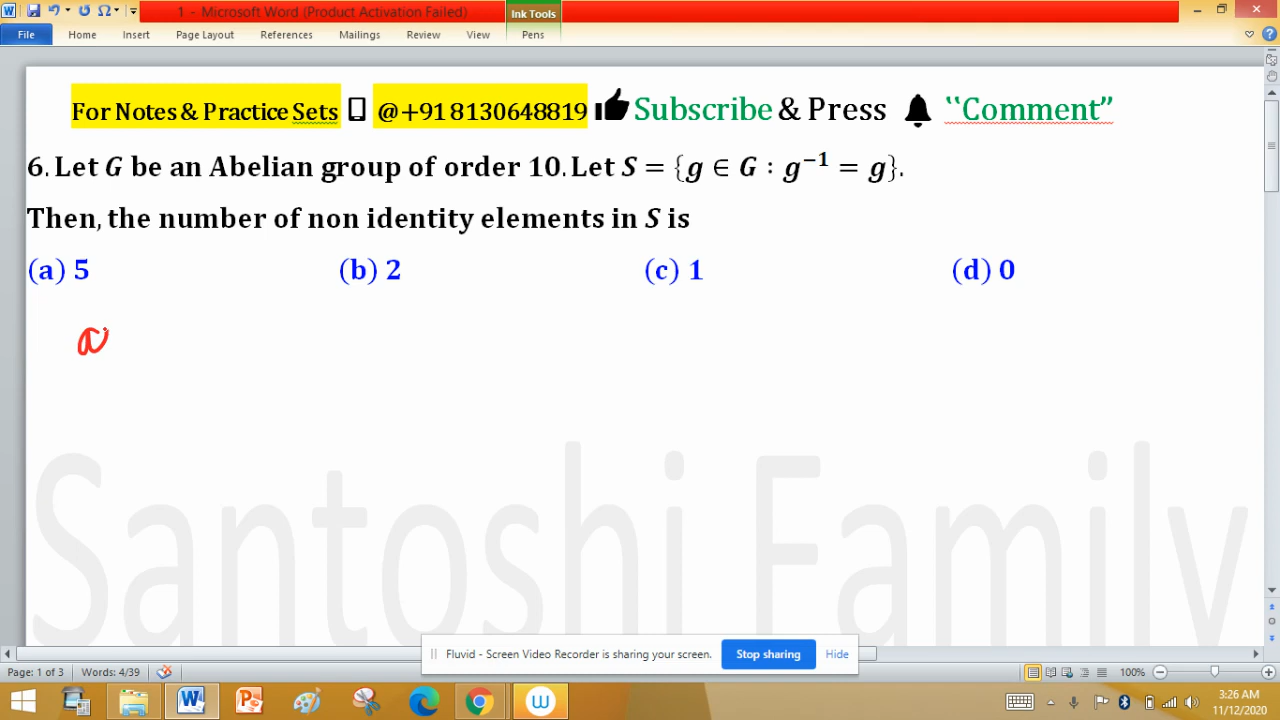 1 - Microsoft Word (Product Activation Failed)
Ink Tools
File Home Insert Page Layout References Mailings Review View Pens
For Notes & Practice Sets @+91 8130648819 Subscribe & Press "Comment"
6. Let G be an Abelian group of order 10. Let S = {g ∈ G : g⁻¹ = g}.
Then, the number of non identity elements in S is
(a) 5 (b) 2 (c) 1 (d) 0
Santoshi Family
Fluvid - Screen Video Recorder is sharing your screen. Stop sharing Hide
Page: 1 of 3 Words: 4/39 100%
3:26 AM
11/12/2020